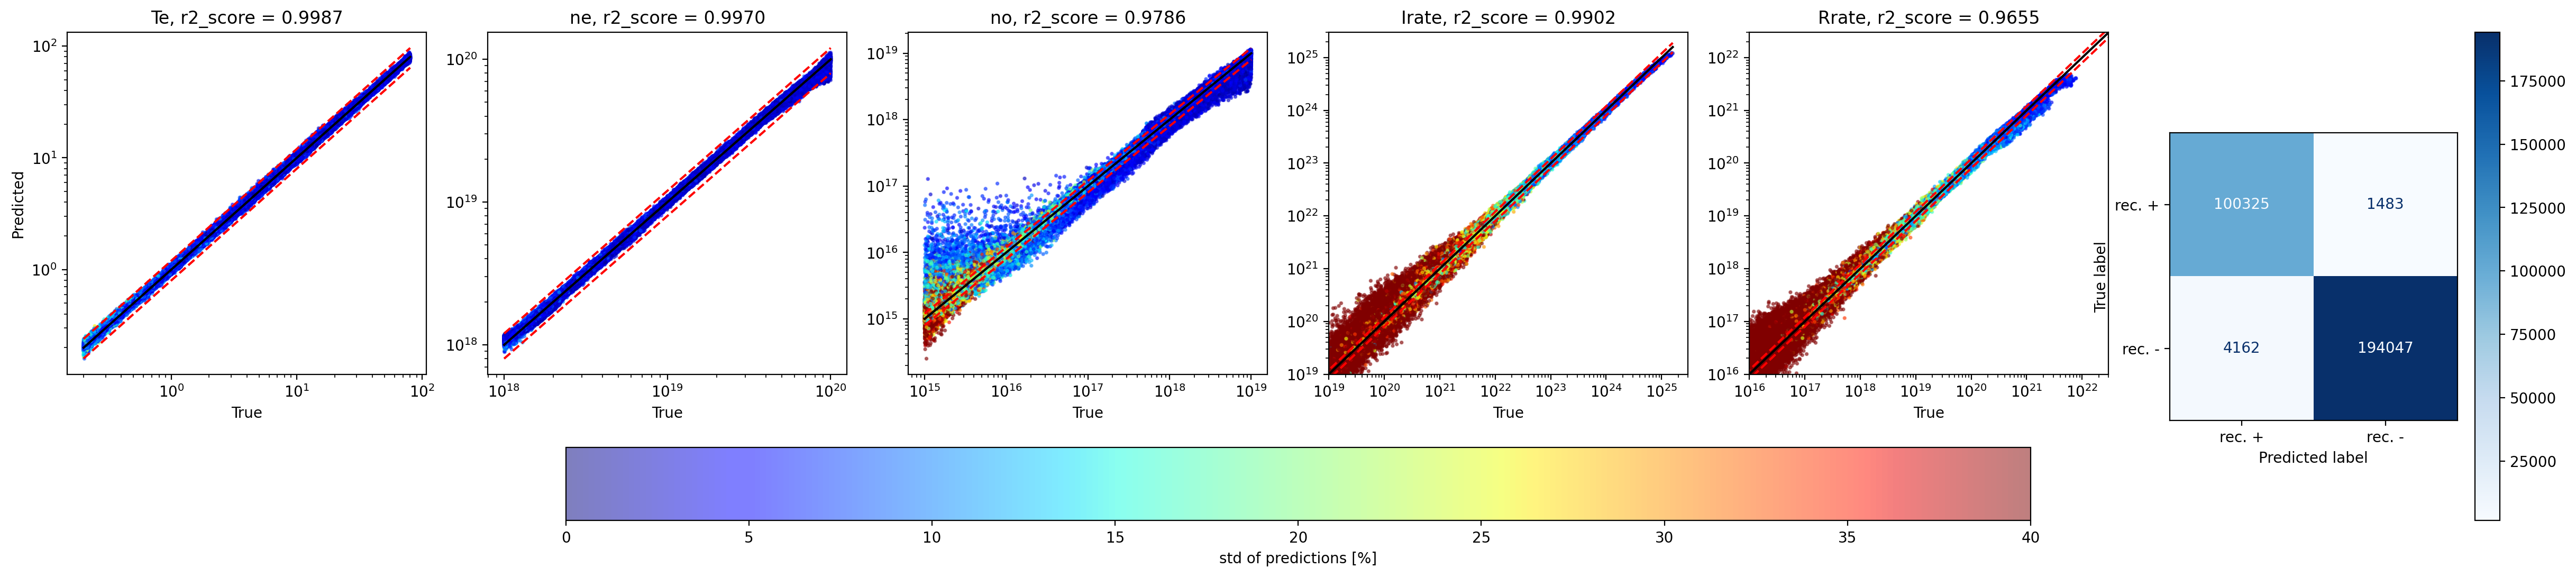 Te, r2_score = 0.9987
10²
10¹
10⁰
Predicted
10⁰ 10¹ 10²
True
ne, r2_score = 0.9970
10²⁰
10¹⁹
10¹⁸
10¹⁸ 10¹⁹ 10²⁰
True
no, r2_score = 0.9786
10¹⁹
10¹⁸
10¹⁷
10¹⁶
10¹⁵
10¹⁵ 10¹⁶ 10¹⁷ 10¹⁸ 10¹⁹
True
Irate, r2_score = 0.9902
10²⁵
10²⁴
10²³
10²²
10²¹
10²⁰
10¹⁹
10¹⁹ 10²⁰ 10²¹ 10²² 10²³ 10²⁴ 10²⁵
True
Rrate, r2_score = 0.9655
10²²
10²¹
10²⁰
10¹⁹
10¹⁸
10¹⁷
10¹⁶
10¹⁶ 10¹⁷ 10¹⁸ 10¹⁹ 10²⁰ 10²¹ 10²²
True
True label
rec. + 100325 1483
rec. - 4162 194047
rec. + rec. -
Predicted label
175000
150000
125000
100000
75000
50000
25000
0 5 10 15 20 25 30 35 40
std of predictions [%]